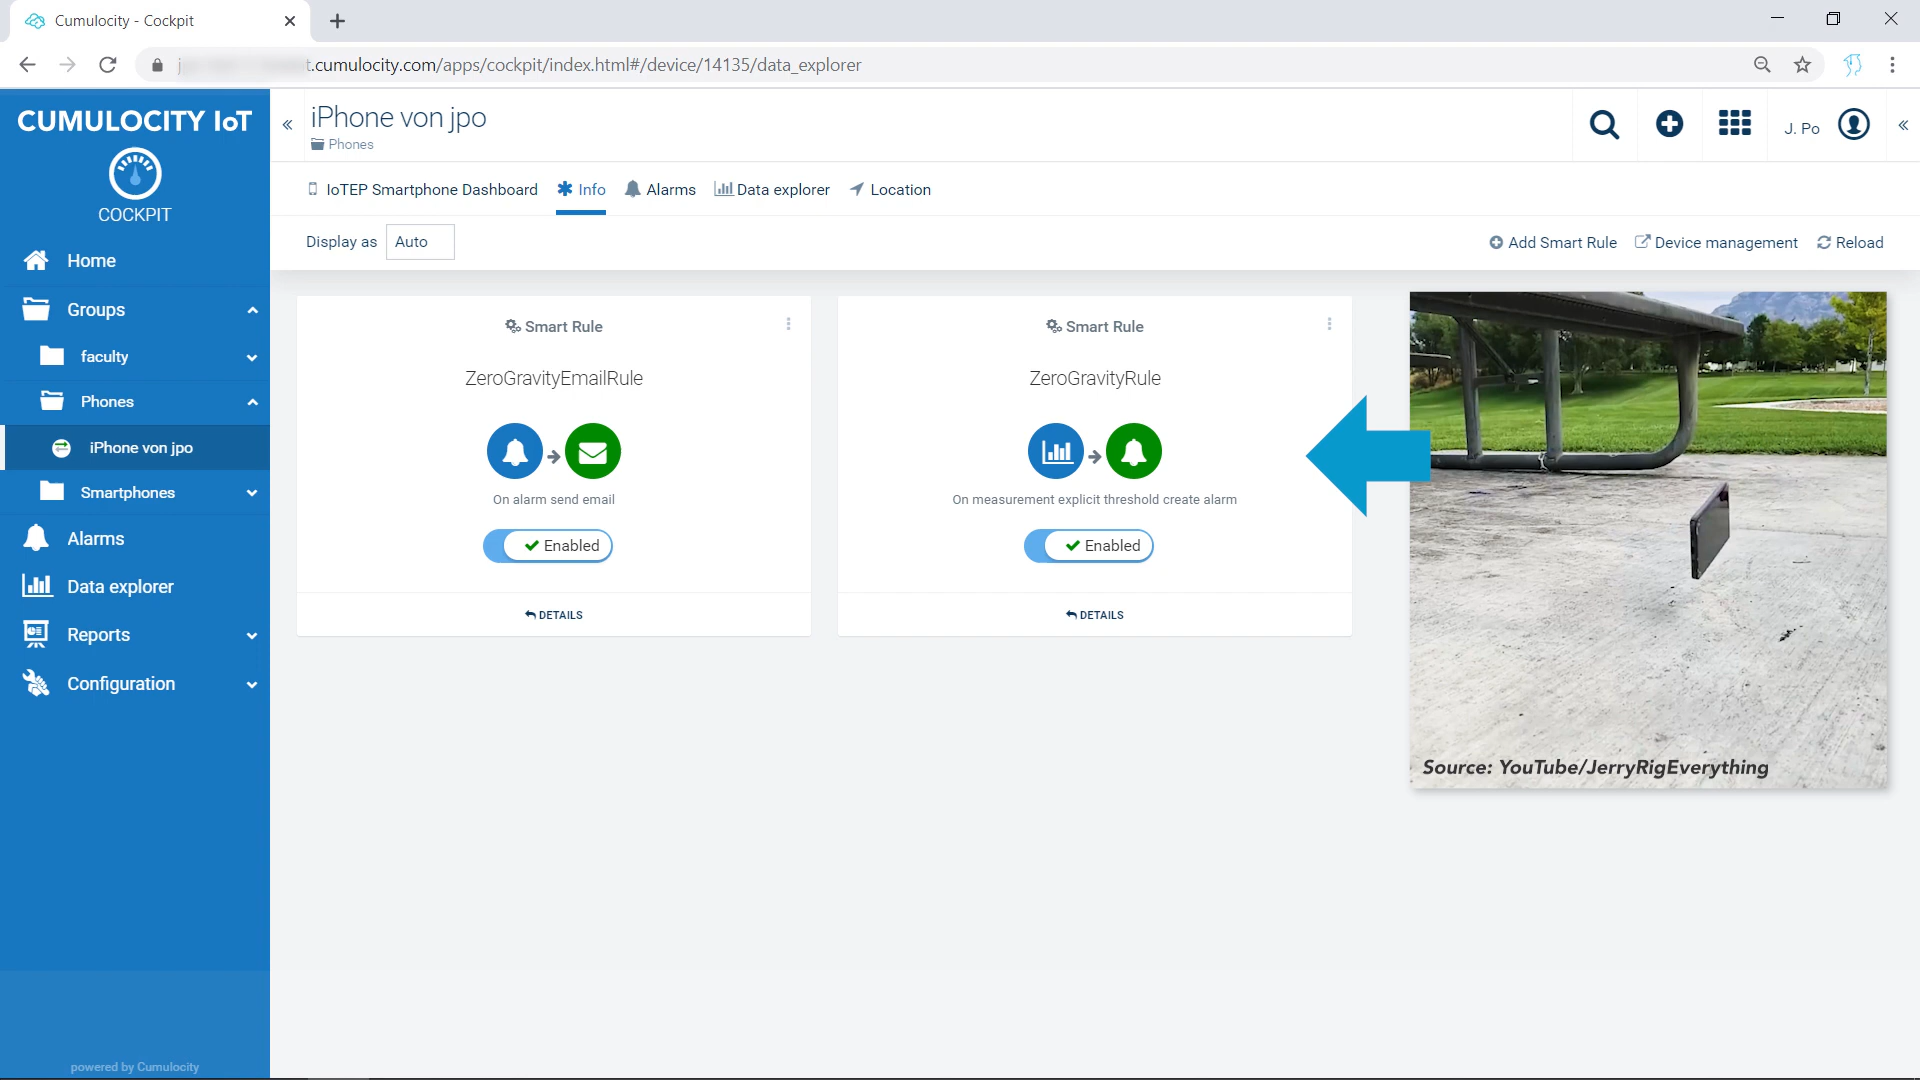 Cumulocity - Cockpit
.cumulocity.com/apps/cockpit/index.html#/device/14135/data_explorer
CUMULOCITY IoT
COCKPIT
Home
Groups
faculty
Phones
iPhone von jpo
Smartphones
Alarms
Data explorer
Reports
Configuration
powered by Cumulocity
iPhone von jpo
Phones
J. Po
IoTEP Smartphone Dashboard
Info
Alarms
Data explorer
Location
Display as
Auto
Add Smart Rule
Device management
Reload
Smart Rule
ZeroGravityEmailRule
On alarm send email
Enabled
DETAILS
Smart Rule
ZeroGravityRule
On measurement explicit threshold create alarm
Enabled
DETAILS
Source: YouTube/JerryRigEverything